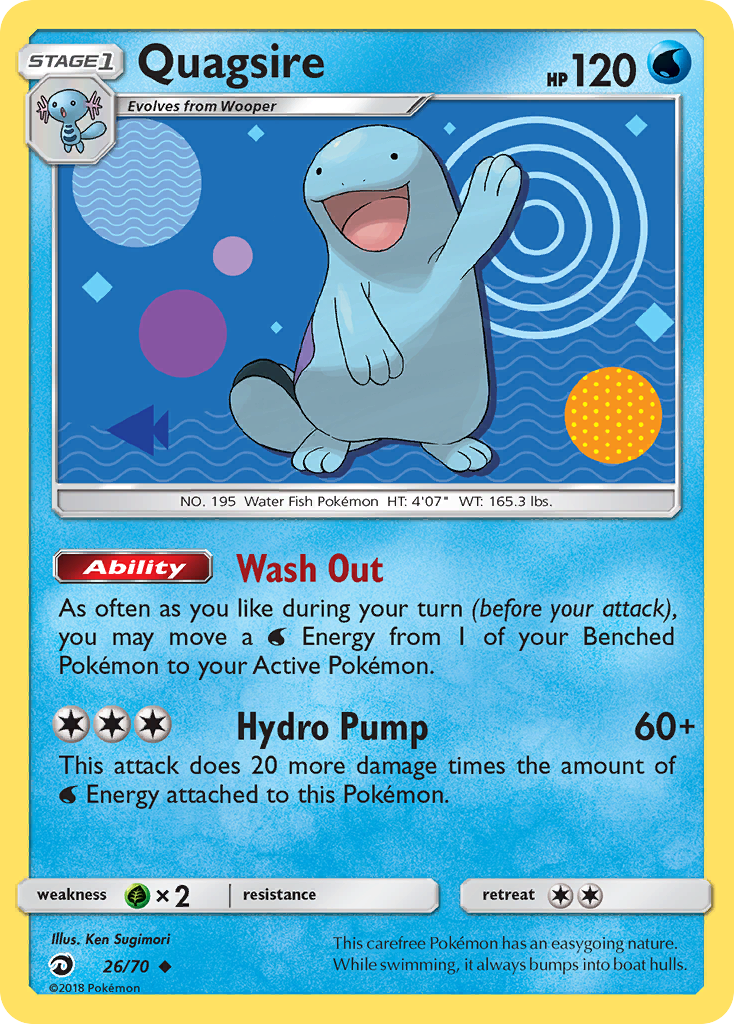 STAGE1 Quagsire HP 120
Evolves from Wooper
NO. 195 Water Fish Pokémon HT: 4'07" WT: 165.3 lbs.
Ability Wash Out
As often as you like during your turn (before your attack),
you may move a Energy from 1 of your Benched
Pokémon to your Active Pokémon.
Hydro Pump 60+
This attack does 20 more damage times the amount of
Energy attached to this Pokémon.
weakness ×2 resistance retreat
Illus. Ken Sugimori
26/70
©2018 Pokémon
This carefree Pokémon has an easygoing nature.
While swimming, it always bumps into boat hulls.